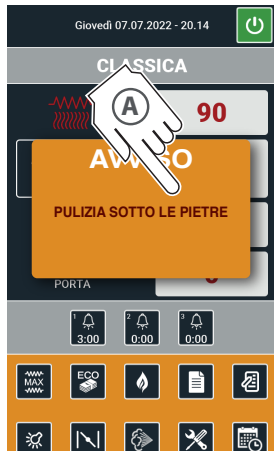 Giovedì 07.07.2022 - 20.14
CLASSICA
A
90
AVVISO
PULIZIA SOTTO LE PIETRE
PORTA
1 2 3
3:00 0:00 0:00
MAX ECO